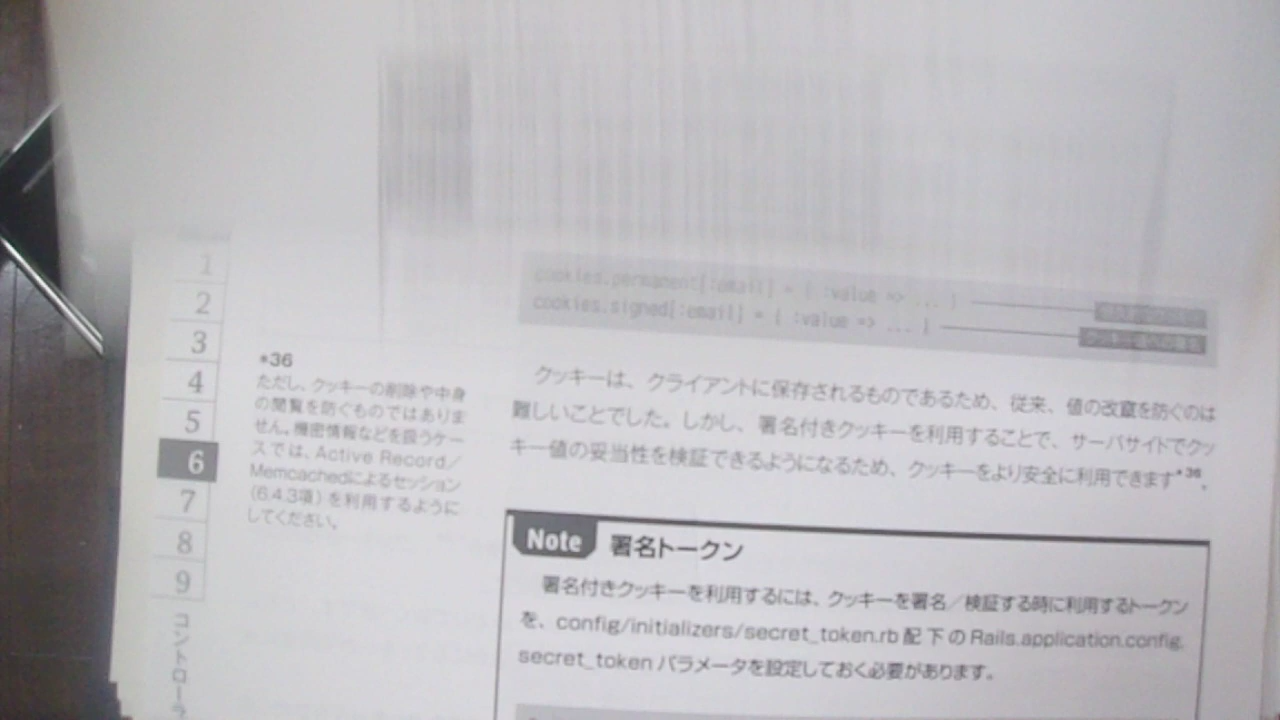 cookies.permanent[:email] = { :value => ... }
cookies.signed[:email] = { :value => ... }
クッキーは、クライアントに保存されるものであるため、従来、値の改竄を防ぐのは
難しいことでした。しかし、署名付きクッキーを利用することで、サーバサイドでクッ
キー値の妥当性を検証できるようになるため、クッキーをより安全に利用できます*36。
Note 署名トークン
署名付きクッキーを利用するには、クッキーを署名／検証する時に利用するトークン
を、config/initializers/secret_token.rb 配下の Rails.application.config.
secret_token パラメータを設定しておく必要があります。
*36
ただし、クッキーの削除や中身
の閲覧を防ぐものではありま
せん。機密情報などを扱うケー
スでは、Active Record／
Memcachedによるセッション
（6.4.3項）を利用するように
してください。
1
2
3
4
5
6
7
8
9
コントローラ